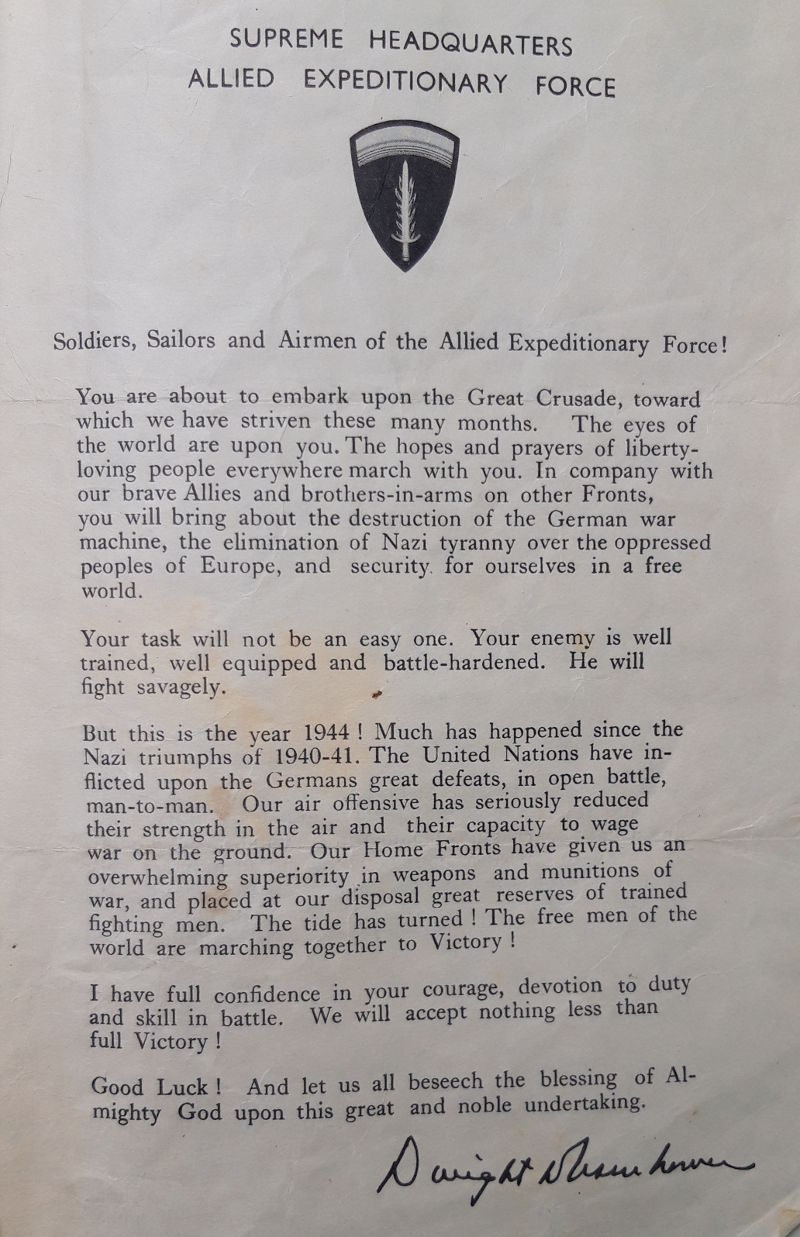 SUPREME HEADQUARTERS
ALLIED EXPEDITIONARY FORCE
Soldiers, Sailors and Airmen of the Allied Expeditionary Force!
You are about to embark upon the Great Crusade, toward
which we have striven these many months. The eyes of
the world are upon you. The hopes and prayers of liberty-
loving people everywhere march with you. In company with
our brave Allies and brothers-in-arms on other Fronts,
you will bring about the destruction of the German war
machine, the elimination of Nazi tyranny over the oppressed
peoples of Europe, and security for ourselves in a free
world.
Your task will not be an easy one. Your enemy is well
trained, well equipped and battle-hardened. He will
fight savagely.
But this is the year 1944 ! Much has happened since the
Nazi triumphs of 1940-41. The United Nations have in-
flicted upon the Germans great defeats, in open battle,
man-to-man. Our air offensive has seriously reduced
their strength in the air and their capacity to wage
war on the ground. Our Home Fronts have given us an
overwhelming superiority in weapons and munitions of
war, and placed at our disposal great reserves of trained
fighting men. The tide has turned ! The free men of the
world are marching together to Victory !
I have full confidence in your courage, devotion to duty
and skill in battle. We will accept nothing less than
full Victory !
Good Luck ! And let us all beseech the blessing of Al-
mighty God upon this great and noble undertaking.
Dwight D Eisenhower